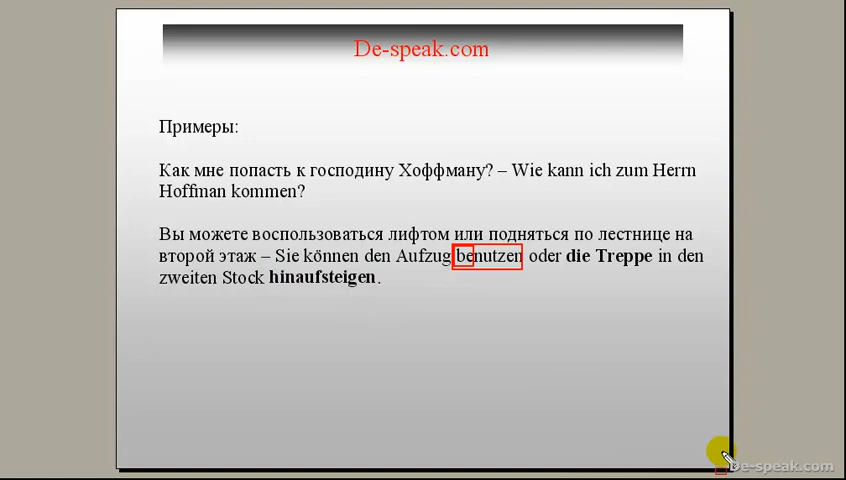 De-speak.com
Примеры:
Как мне попасть к господину Хоффману? – Wie kann ich zum Herrn
Hoffman kommen?
Вы можете воспользоваться лифтом или подняться по лестнице на
второй этаж – Sie können den Aufzug benutzen oder die Treppe in den
zweiten Stock hinaufsteigen.
De-speak.com